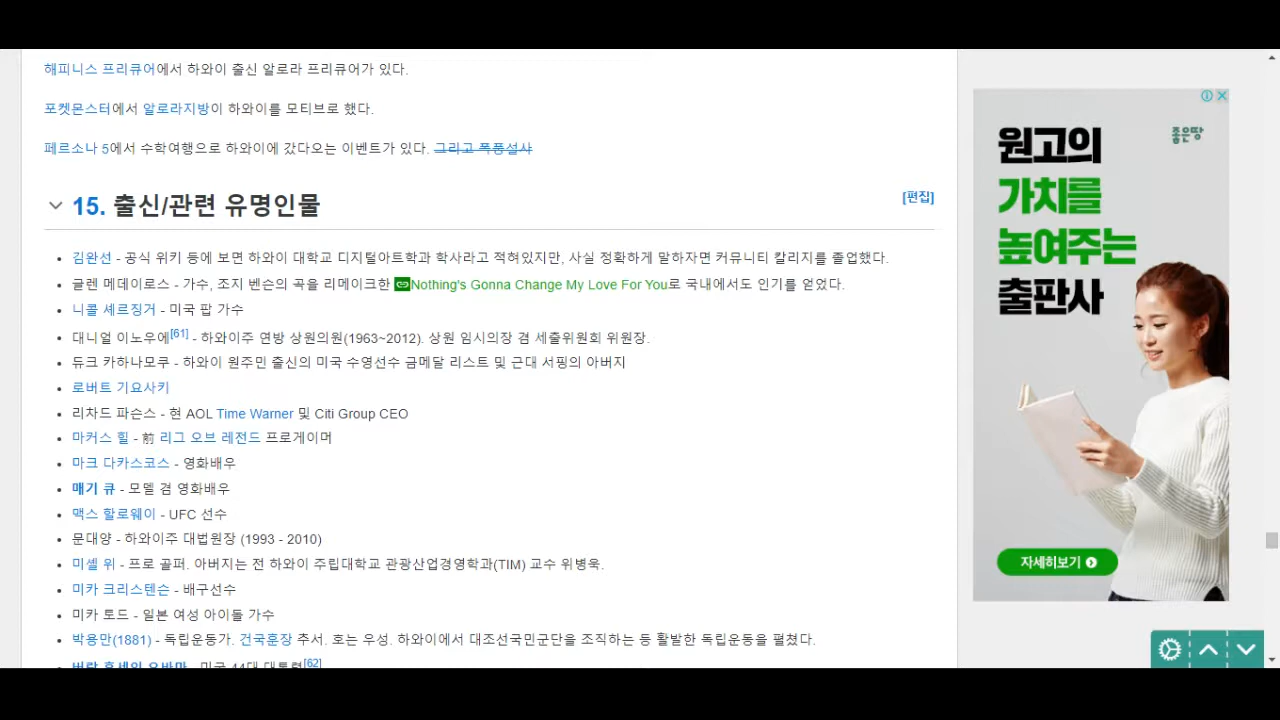 해피니스 프리큐어에서 하와이 출신 알로라 프리큐어가 있다.
포켓몬스터에서 알로라지방이 하와이를 모티브로 했다.
페르소나 5에서 수학여행으로 하와이에 갔다오는 이벤트가 있다. 그리고 폭풍설사
15. 출신/관련 유명인물
[편집]
김완선 - 공식 위키 등에 보면 하와이 대학교 디지털아트학과 학사라고 적혀있지만, 사실 정확하게 말하자면 커뮤니티 칼리지를 졸업했다.
글렌 메데이로스 - 가수, 조지 벤슨의 곡을 리메이크한 Nothing's Gonna Change My Love For You로 국내에서도 인기를 얻었다.
니콜 셰르징거 - 미국 팝 가수
대니얼 이노우에[61] - 하와이주 연방 상원의원(1963~2012). 상원 임시의장 겸 세출위원회 위원장.
듀크 카하나모쿠 - 하와이 원주민 출신의 미국 수영선수 금메달 리스트 및 근대 서핑의 아버지
로버트 기요사키
리차드 파슨스 - 현 AOL Time Warner 및 Citi Group CEO
마커스 힐 - 前 리그 오브 레전드 프로게이머
마크 다카스코스 - 영화배우
매기 큐 - 모델 겸 영화배우
맥스 할로웨이 - UFC 선수
문대양 - 하와이주 대법원장 (1993 - 2010)
미셸 위 - 프로 골퍼. 아버지는 전 하와이 주립대학교 관광산업경영학과(TIM) 교수 위병욱.
미카 크리스텐슨 - 배구선수
미카 토드 - 일본 여성 아이돌 가수
박용만(1881) - 독립운동가. 건국훈장 추서. 호는 우성. 하와이에서 대조선국민군단을 조직하는 등 활발한 독립운동을 펼쳤다.
버락 후세인 오바마 - 미국 44대 대통령[62]
좋은땅
원고의
가치를
높여주는
출판사
자세히보기